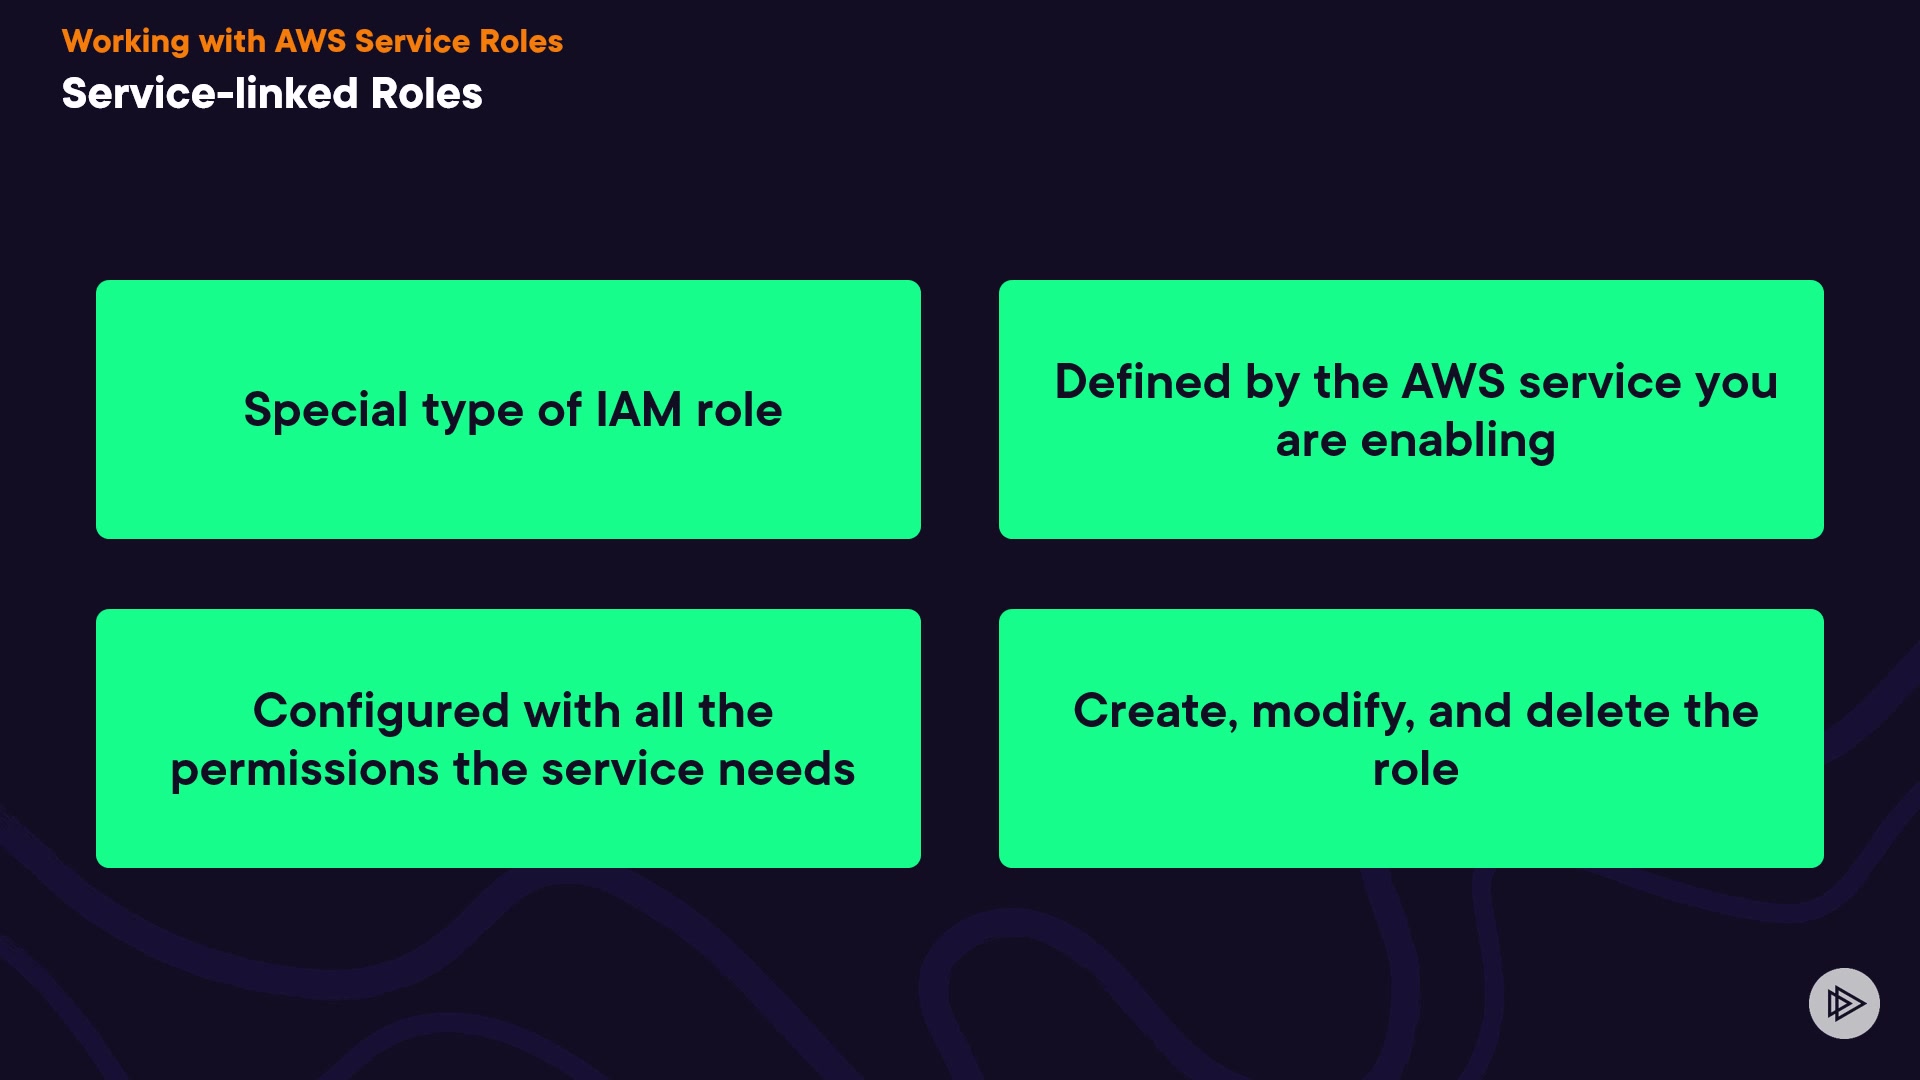 Working with AWS Service Roles
Service-linked Roles
Special type of IAM role
Defined by the AWS service you
are enabling
Configured with all the
permissions the service needs
Create, modify, and delete the
role